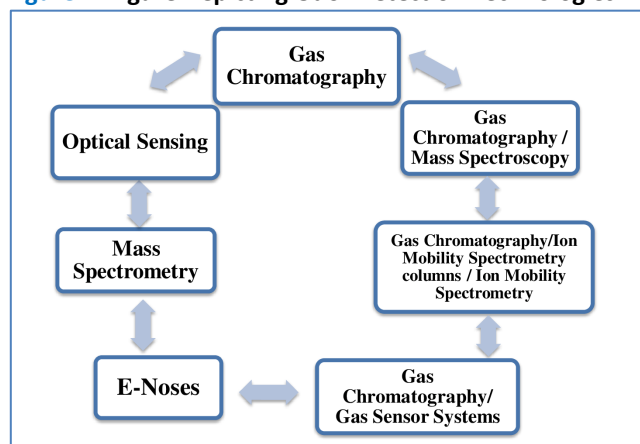 Gas
Chromatography
Optical Sensing
Gas
Chromatography /
Mass Spectroscopy
Mass
Spectrometry
Gas Chromatography/Ion
Mobility Spectrometry
columns / Ion Mobility
Spectrometry
E-Noses
Gas
Chromatography/
Gas Sensor Systems